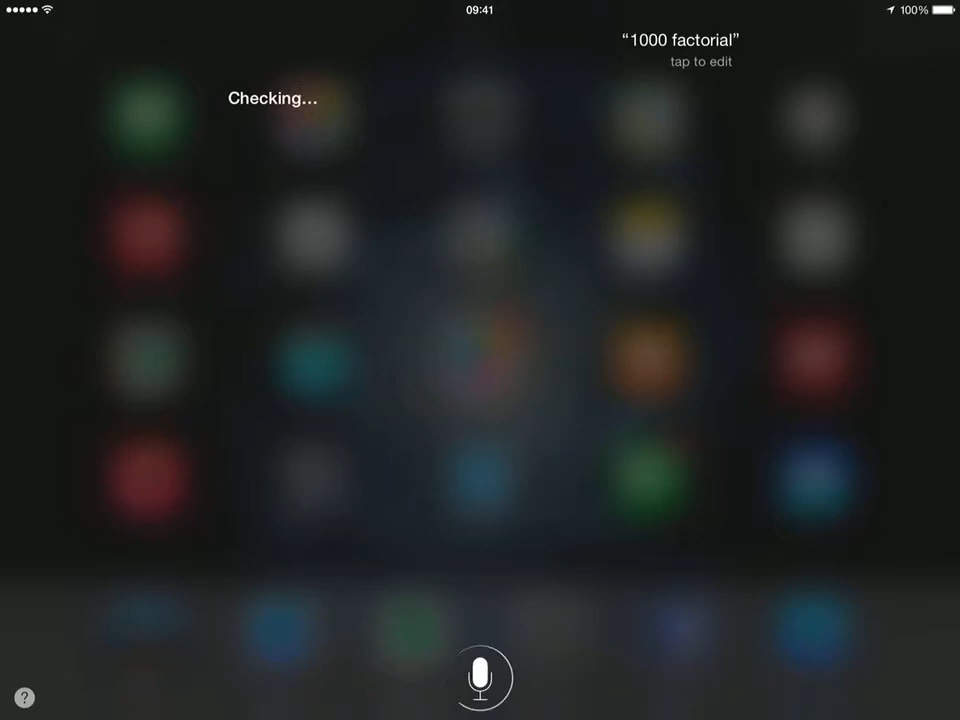 09:41
100%
“1000 factorial”
tap to edit
Checking...
?